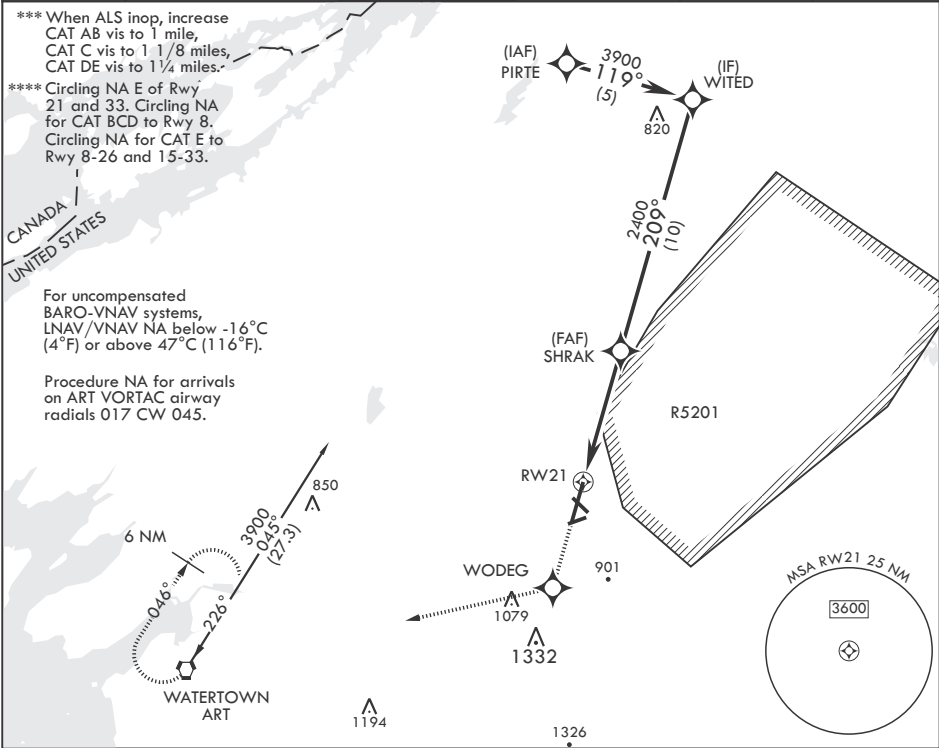 *** When ALS inop, increase
CAT AB vis to 1 mile,
CAT C vis to 1 1/8 miles,
CAT DE vis to 1¼ miles.
**** Circling NA E of Rwy
21 and 33. Circling NA
for CAT BCD to Rwy 8.
Circling NA for CAT E to
Rwy 8-26 and 15-33.
CANADA
UNITED STATES
For uncompensated
BARO-VNAV systems,
LNAV/VNAV NA below -16°C
(4°F) or above 47°C (116°F).
Procedure NA for arrivals
on ART VORTAC airway
radials 017 CW 045.
(IAF)
PIRTE
3900
119°
(5)
(IF)
WITED
820
2400
209°
(10)
(FAF)
SHRAK
R5201
RW21
850
3900
045°
(27.3)
6 NM
046°
226°
WATERTOWN
ART
WODEG
901
1079
1332
1194
1326
MSA RW21 25 NM
3600